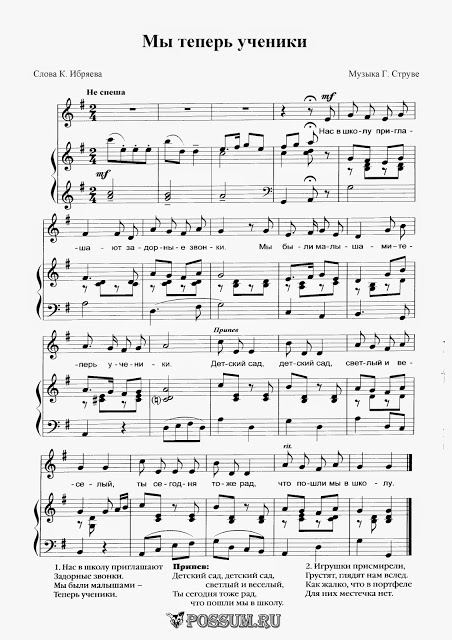 Мы теперь ученики
Слова К. Ибряева
Музыка Г. Струве
Не спеша
mf
mf
Нас в шко-лу при-гла-
-ша- ют за-дор-ны-е звон- ки. Мы бы-ли ма-лы-ша-ми-те-
Припев
-перь у-че-ни- ки. Дет-ский сад, дет-ский сад, свет-лый и ве-
rit.
-се-лый, ты се-год-ня то-же рад, что по-шли мы в шко- лу.
1. Нас в школу приглашают
Задорные звонки.
Мы были малышами –
Теперь ученики.
Припев:
Детский сад, детский сад,
светлый и веселый,
Ты сегодня тоже рад,
что пошли мы в школу.
2. Игрушки присмирели,
Грустят, глядят нам вслед.
Как жалко, что в портфеле
Для них местечка нет.
POSSUM.RU